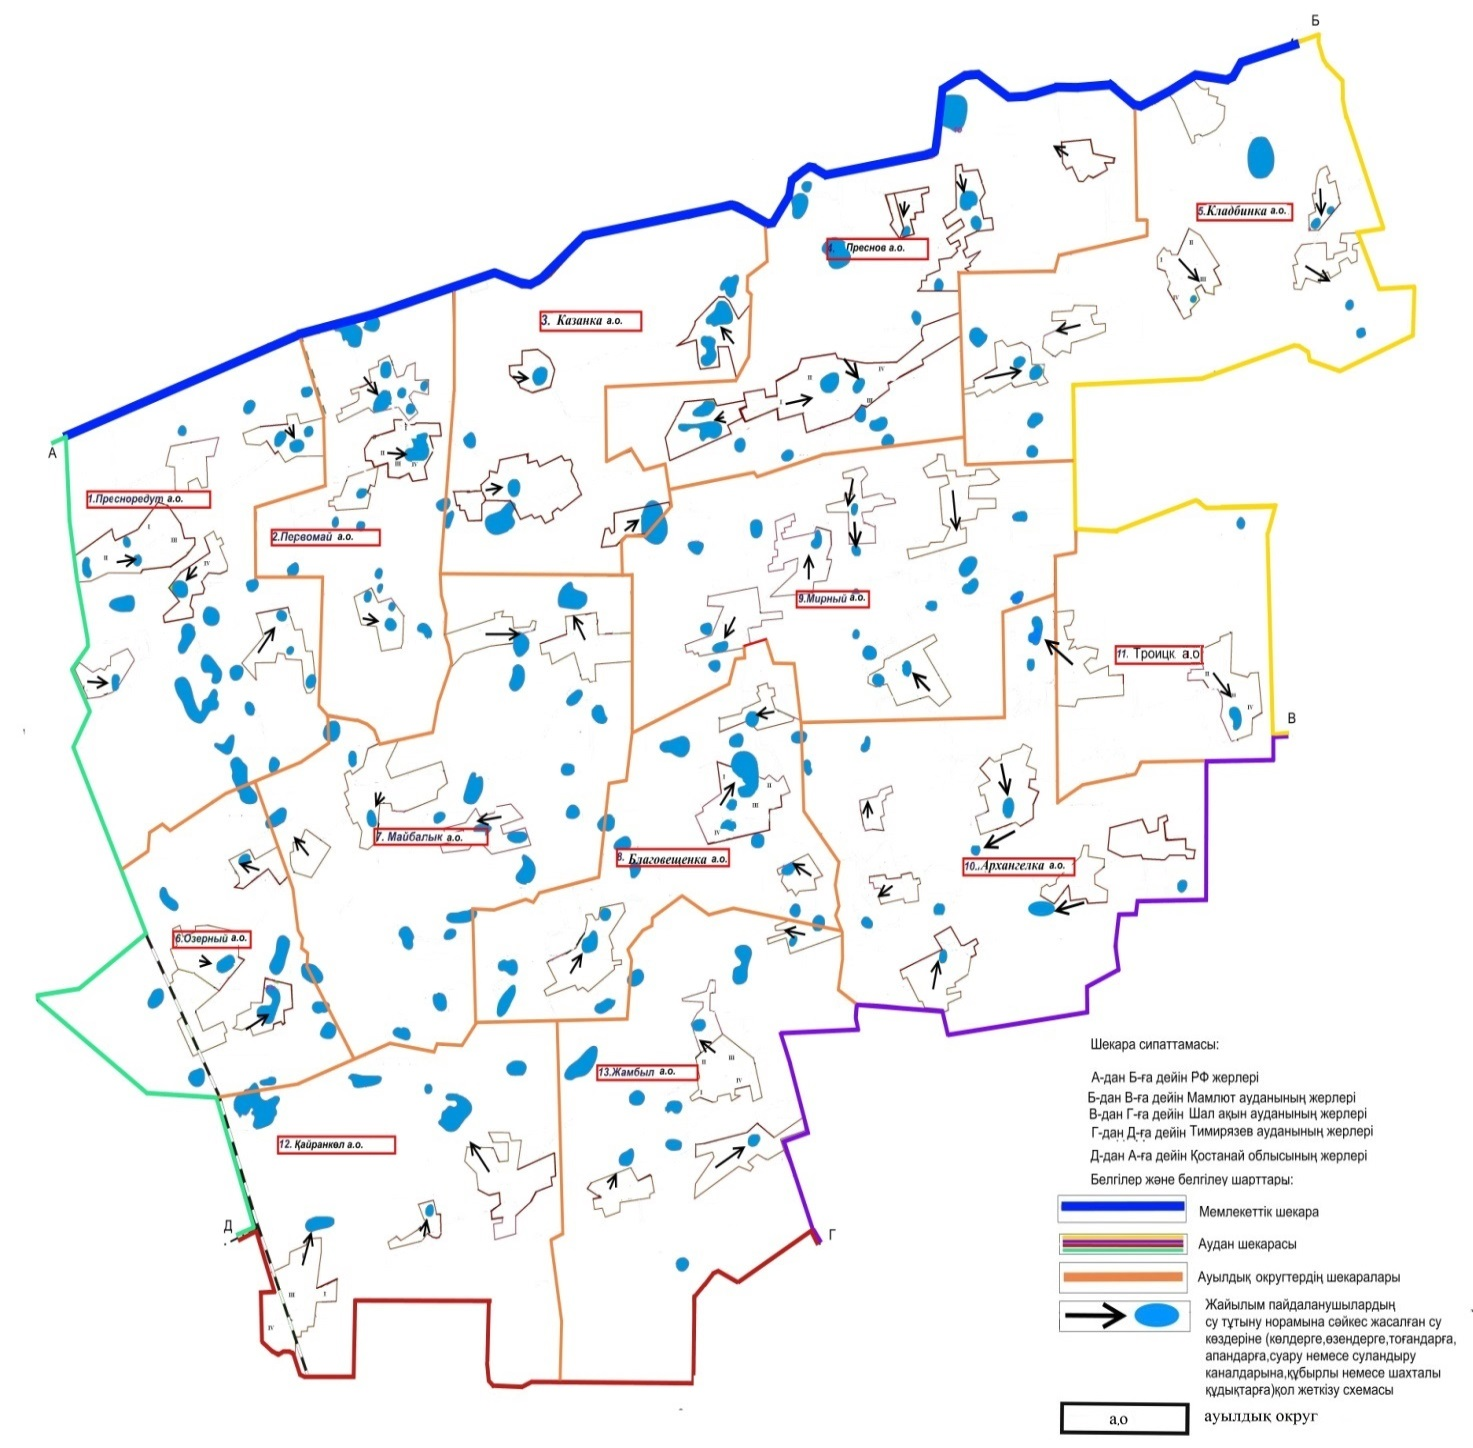 Б
5.Кладбинка а.о.
4. Преснов а.о.
3. Казанка а.о.
А
1.Пресноредут а.о.
2.Первомай а.о.
9.Мирный а.о.
11. Троицк а.о
В
7. Майбалык а.о.
8. Благовещенка а.о.
10..Архангелка а.о.
6.Озерный а.о.
13.Жамбыл а.о.
12. Қайранкөл а.о.
Д
Г
Шекара сипаттамасы:
А-дан Б-ға дейін РФ жерлері
Б-дан В-ға дейін Мамлют ауданының жерлері
В-дан Г-ға дейін Шал ақын ауданының жерлері
Г-дан Д-ға дейін Тимирязев ауданының жерлері
Д-дан А-ға дейін Қостанай облысының жерлері
Белгілер және белгілеу шарттары:
Мемлекеттік шекара
Аудан шекарасы
Ауылдық округтердің шекаралары
Жайылым пайдаланушылардың
су тұтыну норамына сәйкес жасалған су
көздеріне (көлдерге,өзендерге,тоғандарға,
апандарға,суару немесе суландыру
каналдарына,құбырлы немесе шахталы
құдықтарға)қол жеткізу схемасы
а,о
ауылдық округ